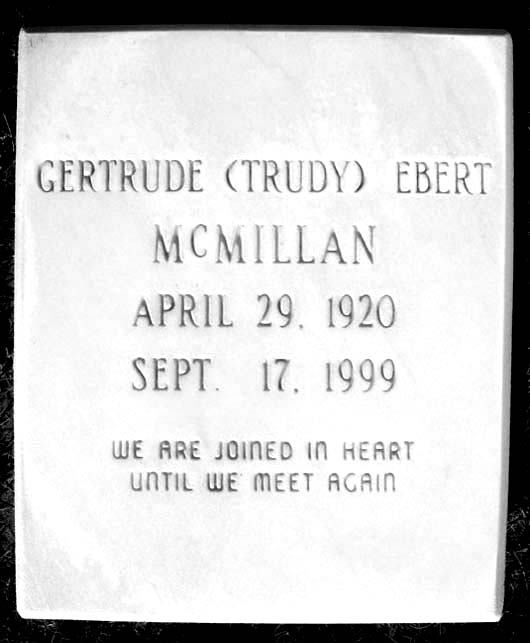 GERTRUDE (TRUDY) EBERT
McMILLAN
APRIL 29, 1920
SEPT. 17, 1999
WE ARE JOINED IN HEART
UNTIL WE MEET AGAIN